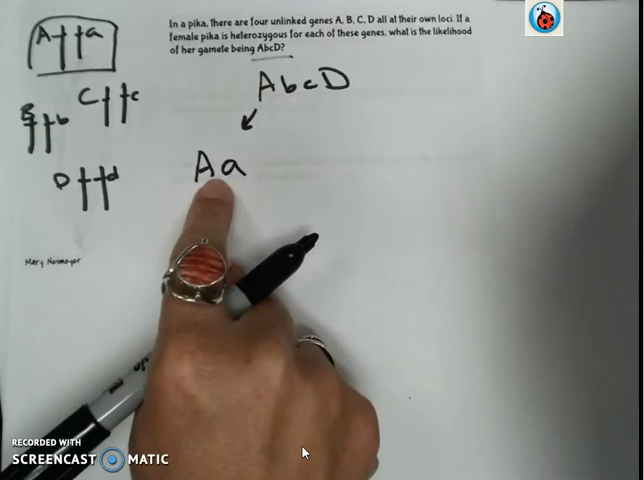 In a pika, there are four unlinked genes A, B, C, D all at their own loci. If a
female pika is heterozygous for each of these genes, what is the likelihood
of her gamete being AbcD?
A a
AbcD
C c
B b
Aa
D d
Mary Neimeyer
RECORDED WITH
SCREENCAST MATIC